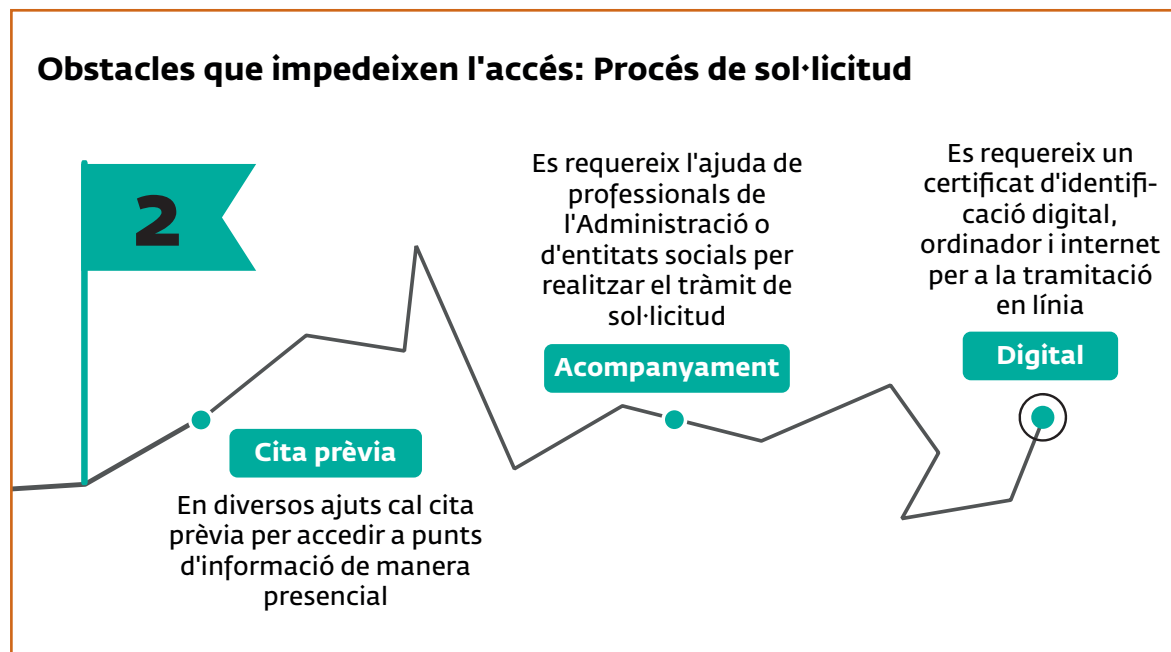 Obstacles que impedeixen l'accés: Procés de sol·licitud
2
Cita prèvia
En diversos ajuts cal cita
prèvia per accedir a punts
d'informació de manera
presencial
Es requereix l'ajuda de
professionals de
l'Administració o
d'entitats socials per
realitzar el tràmit de
sol·licitud
Acompanyament
Es requereix un
certificat d'identifi-
cació digital,
ordinador i internet
per a la tramitació
en línia
Digital